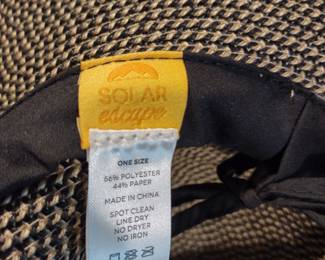 SOLAR
escape
ONE SIZE
56% POLYESTER
44% PAPER
MADE IN CHINA
SPOT CLEAN
LINE DRY
NO DRYER
NO IRON